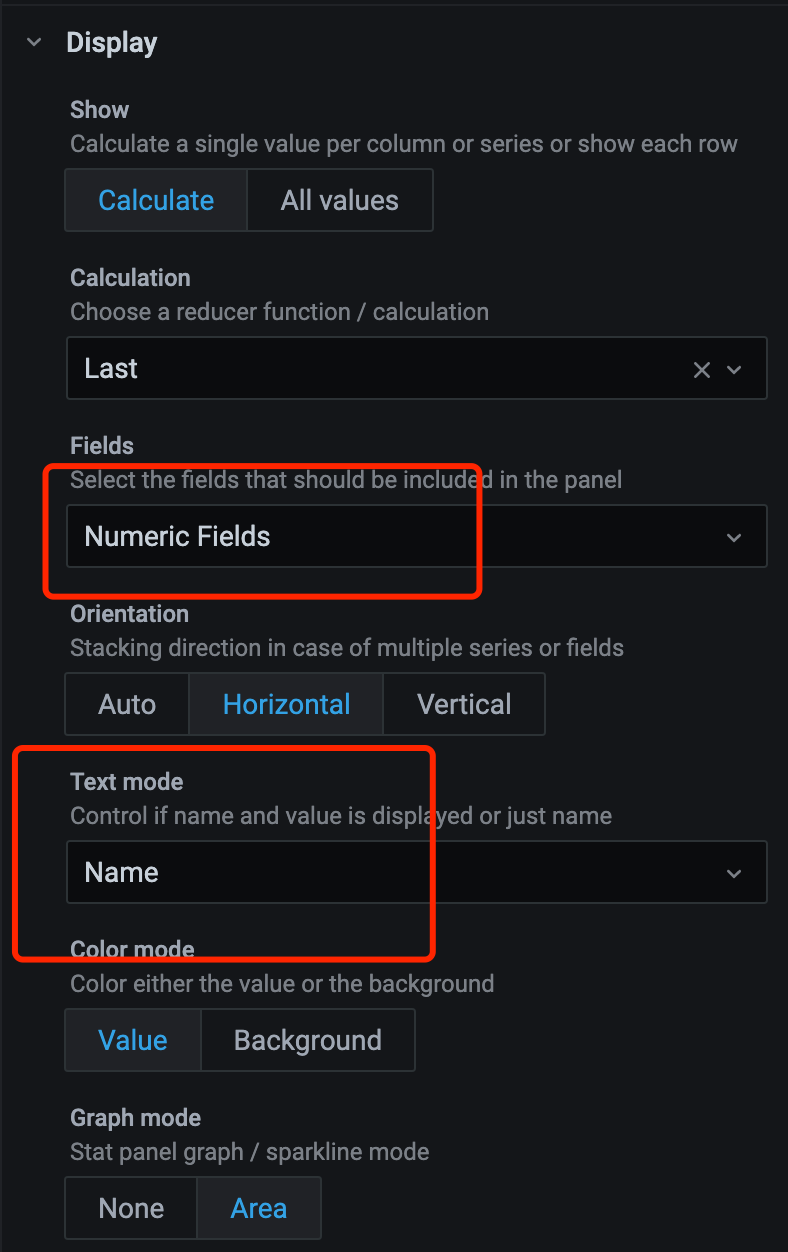 Display
Show
Calculate a single value per column or series or show each row
Calculate All values
Calculation
Choose a reducer function / calculation
Last
Fields
Select the fields that should be included in the panel
Numeric Fields
Orientation
Stacking direction in case of multiple series or fields
Auto Horizontal Vertical
Text mode
Control if name and value is displayed or just name
Name
Color mode
Color either the value or the background
Value Background
Graph mode
Stat panel graph / sparkline mode
None Area